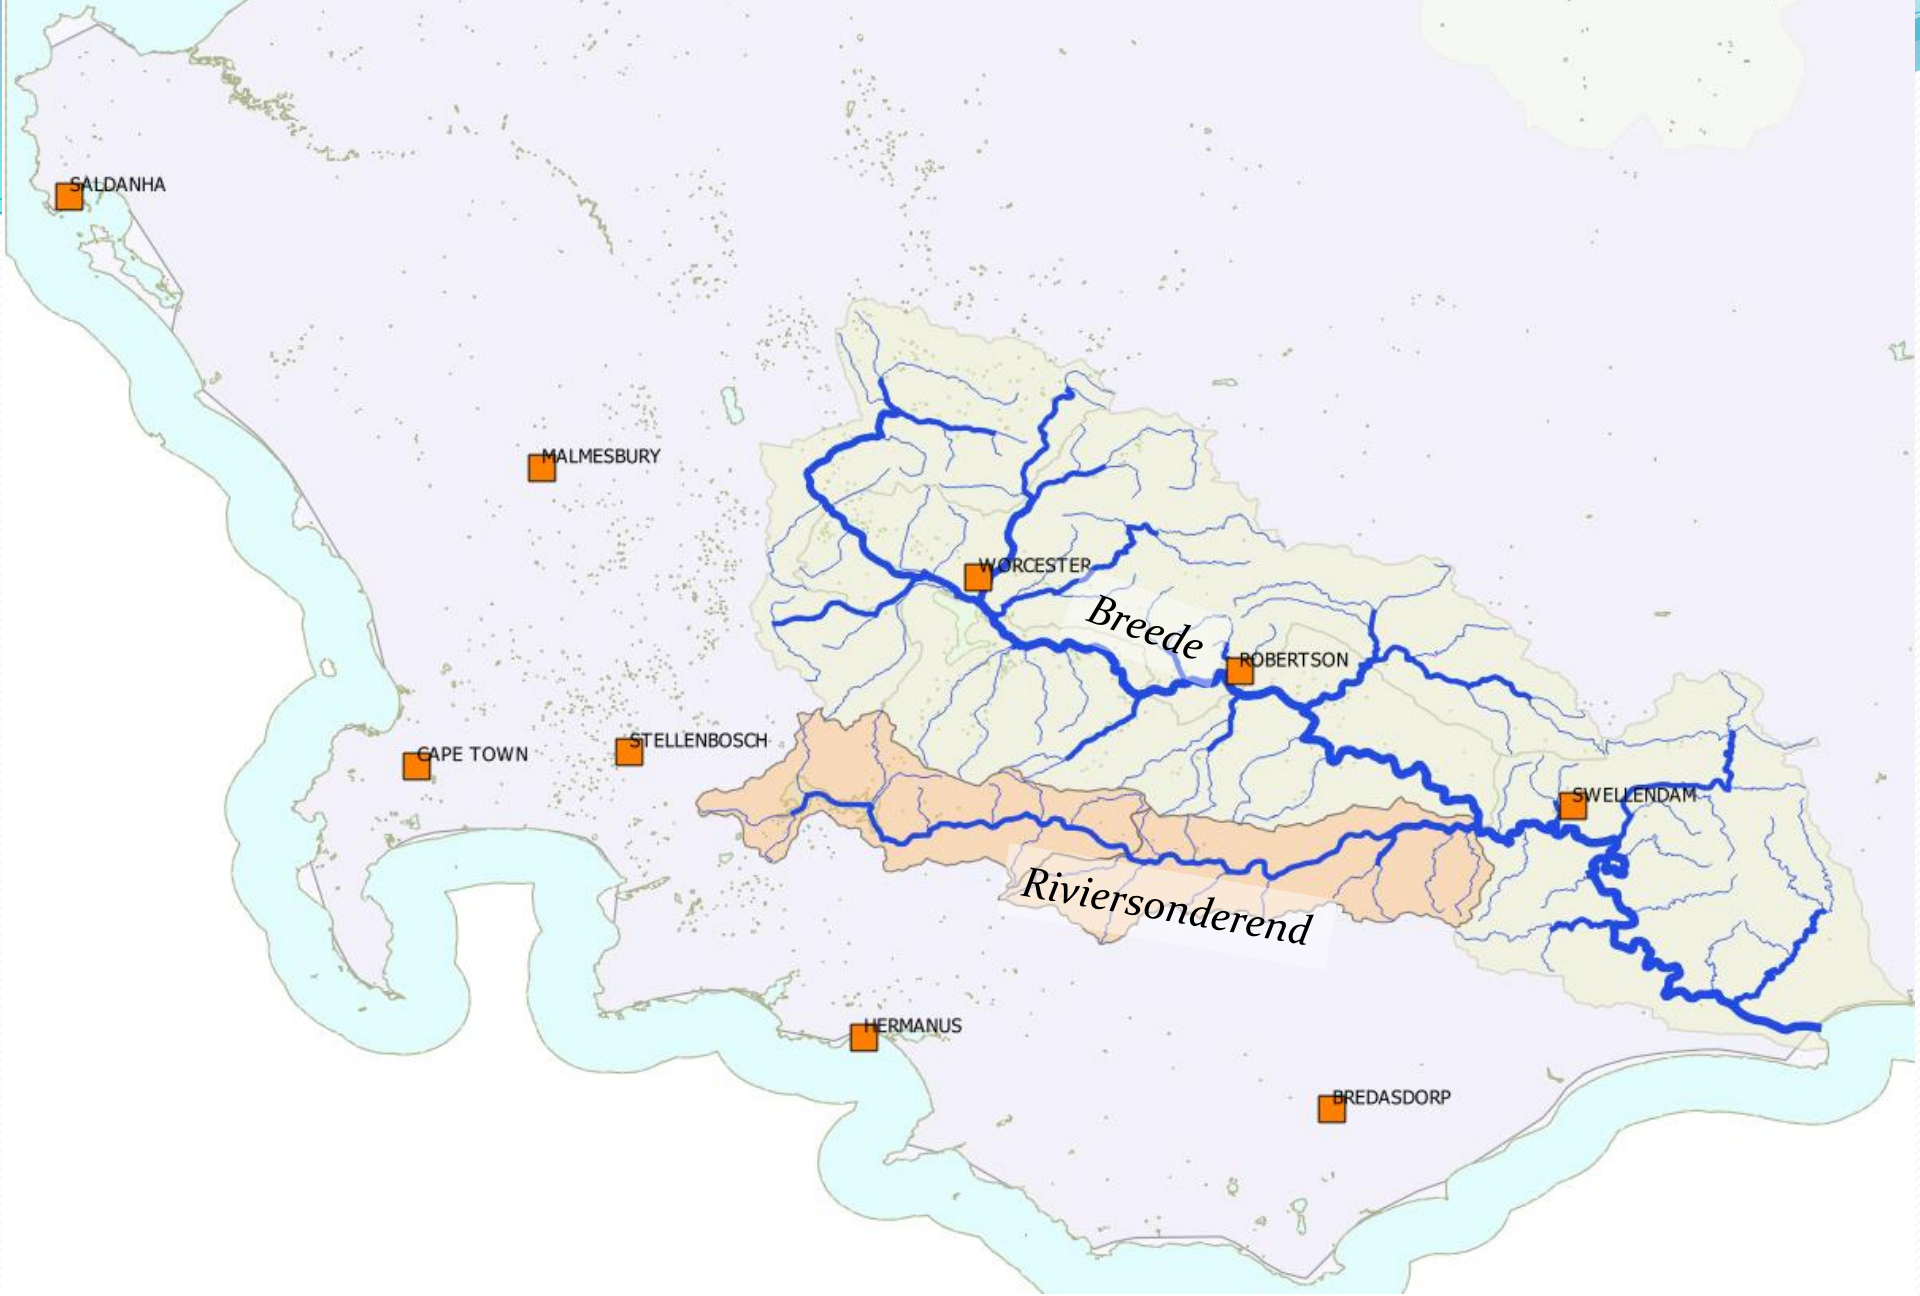 SALDANHA
MALMESBURY
WORCESTER
Breede
ROBERTSON
STELLENBOSCH
CAPE TOWN
SWELLENDAM
Riviersonderend
HERMANUS
BREDASDORP